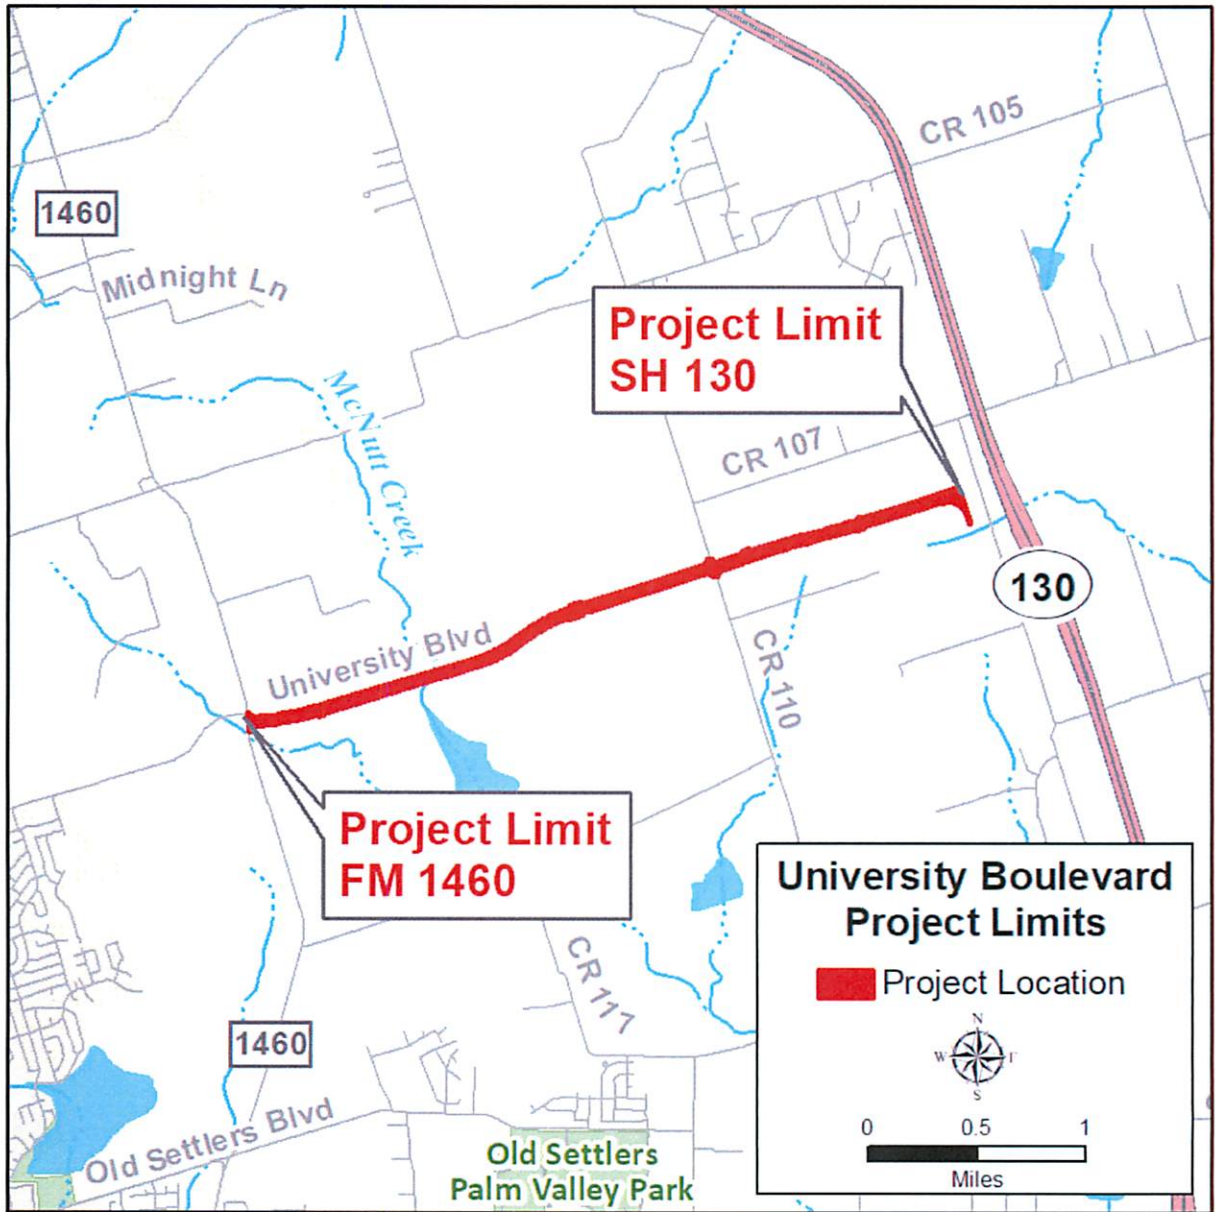 CR 105
1460
Midnight Ln
Project Limit
SH 130
McNutt Creek
CR 107
130
University Blvd
CR 110
Project Limit
FM 1460
University Boulevard
Project Limits
Project Location
N
W
S
0 0.5 1
Miles
CR 117
1460
Old Settlers Blvd
Old Settlers
Palm Valley Park